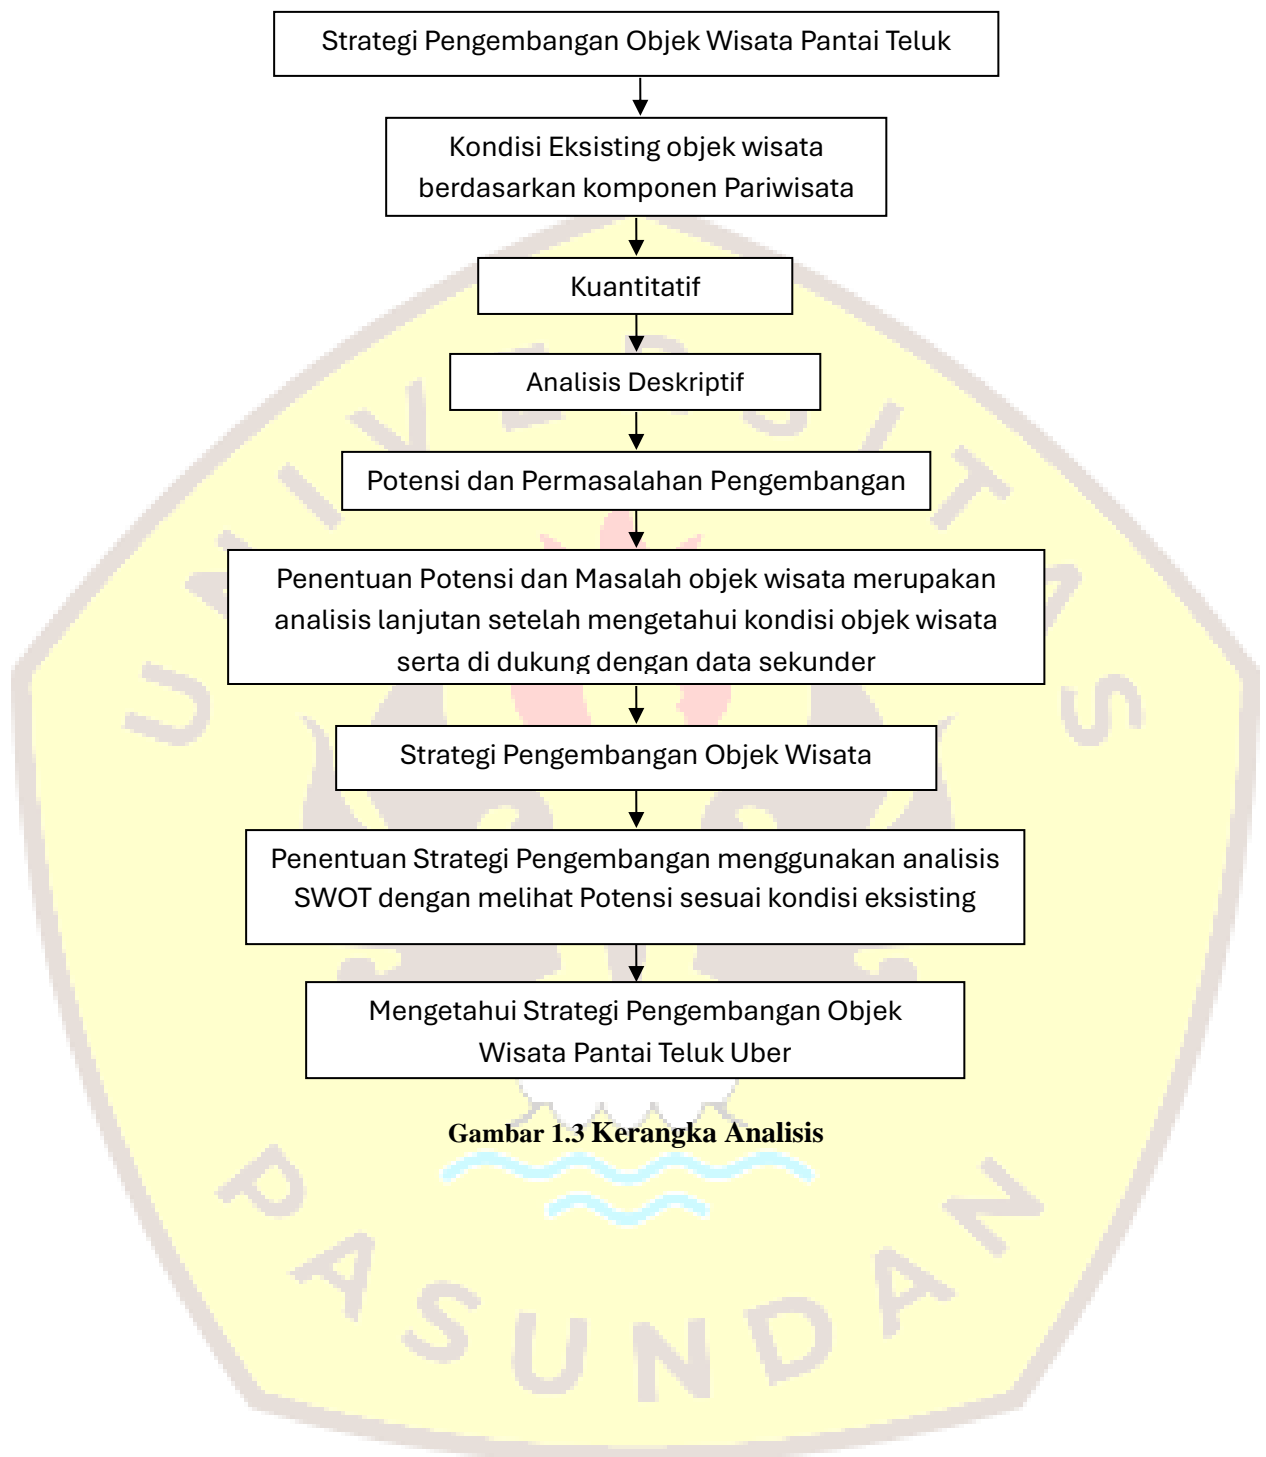 Strategi Pengembangan Objek Wisata Pantai Teluk
Kondisi Eksisting objek wisata
berdasarkan komponen Pariwisata
Kuantitatif
Analisis Deskriptif
Potensi dan Permasalahan Pengembangan
Penentuan Potensi dan Masalah objek wisata merupakan
analisis lanjutan setelah mengetahui kondisi objek wisata
serta di dukung dengan data sekunder
Strategi Pengembangan Objek Wisata
Penentuan Strategi Pengembangan menggunakan analisis
SWOT dengan melihat Potensi sesuai kondisi eksisting
Mengetahui Strategi Pengembangan Objek
Wisata Pantai Teluk Uber
Gambar 1.3 Kerangka Analisis
UNIVERSITAS
PASUNDAN